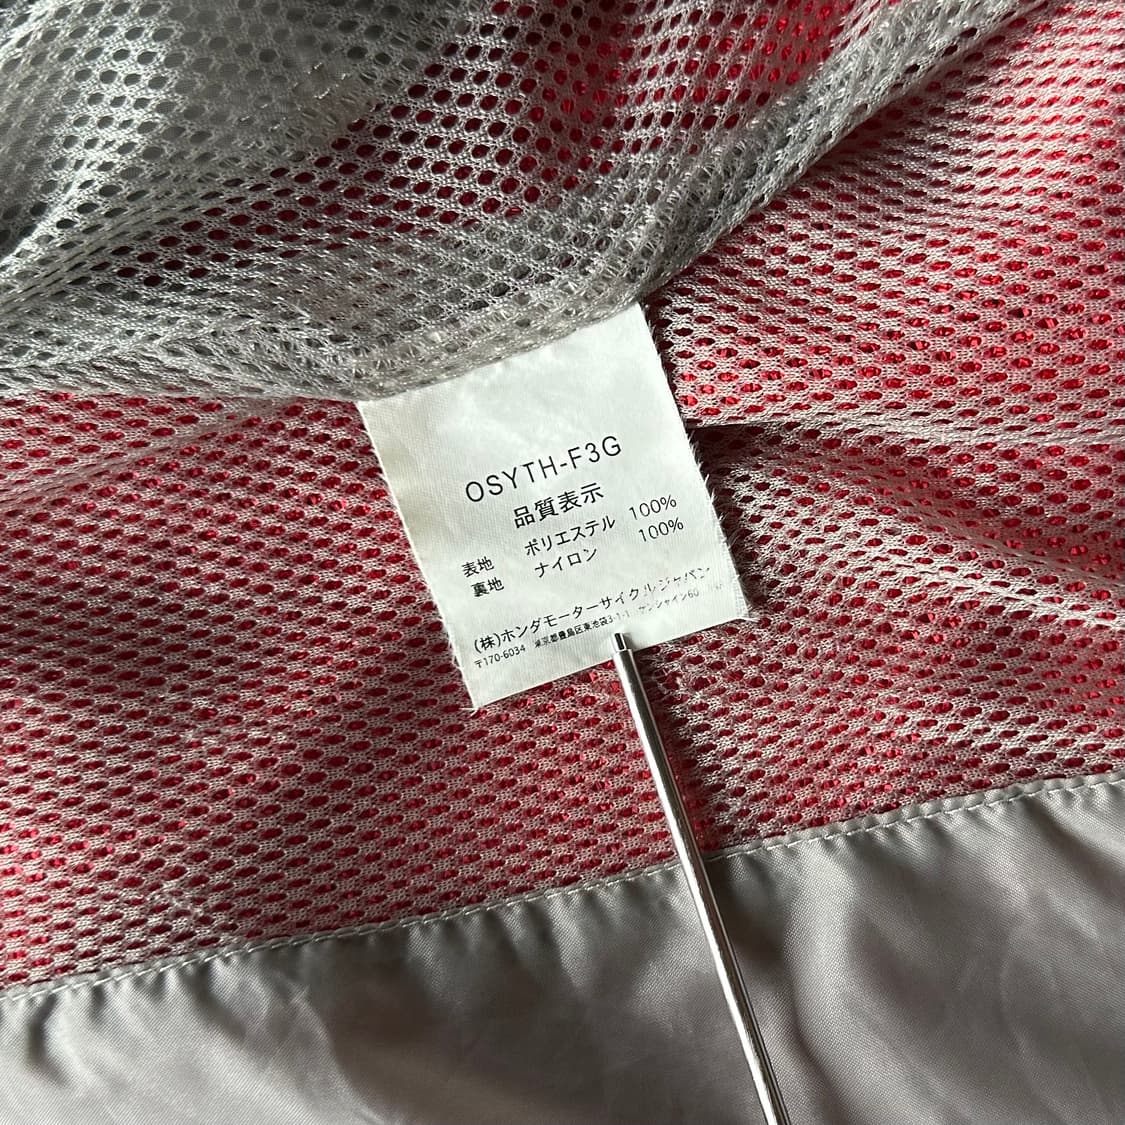 OSYTH-F3G
品質表示
表地 ポリエステル 100%
裏地 ナイロン 100%
(株)ホンダモーターサイクルジャパン
〒170-6034 東京都豊島区東池袋3-1-1 サンシャイン60